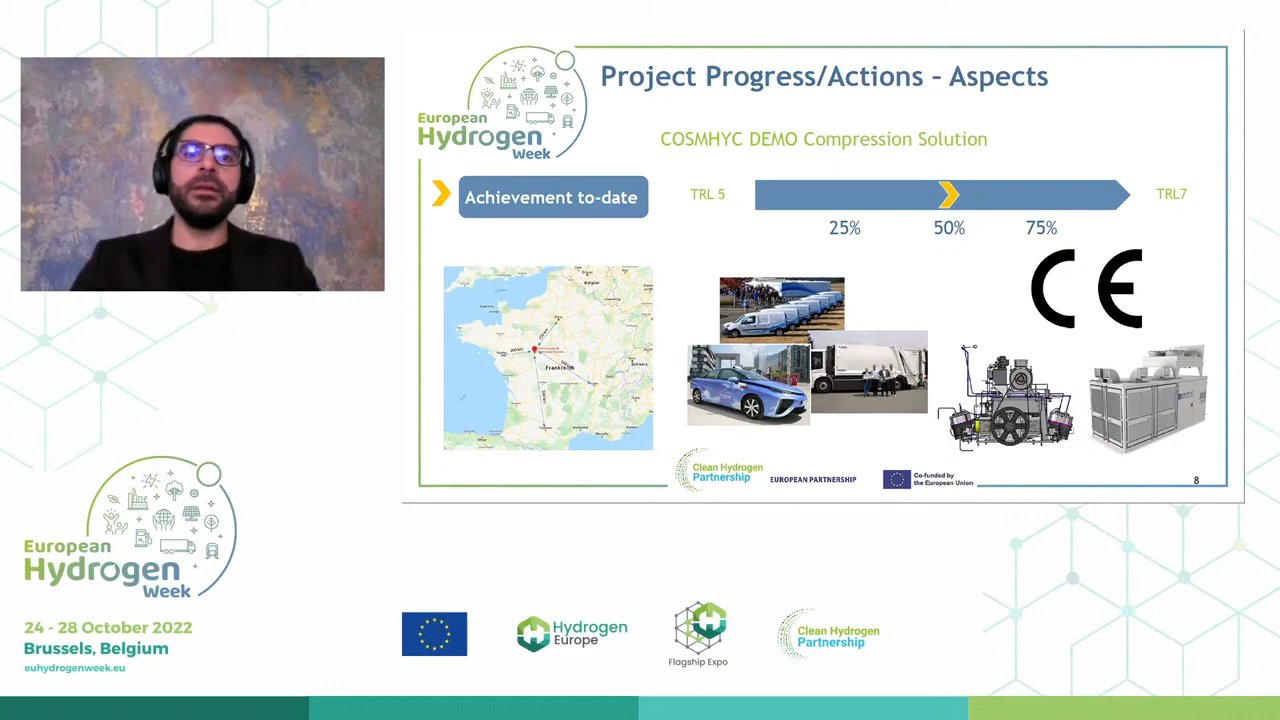 European
Hydrogen
Week
Project Progress/Actions – Aspects
COSMHYC DEMO Compression Solution
Achievement to-date
TRL 5
TRL7
25%
50%
75%
CE
Frankreich
Clean Hydrogen
Partnership
EUROPEAN PARTNERSHIP
Co-funded by
the European Union
8
European
Hydrogen
Week
24 - 28 October 2022
Brussels, Belgium
euhydrogenweek.eu
Hydrogen
Europe
Flagship Expo
Clean Hydrogen
Partnership